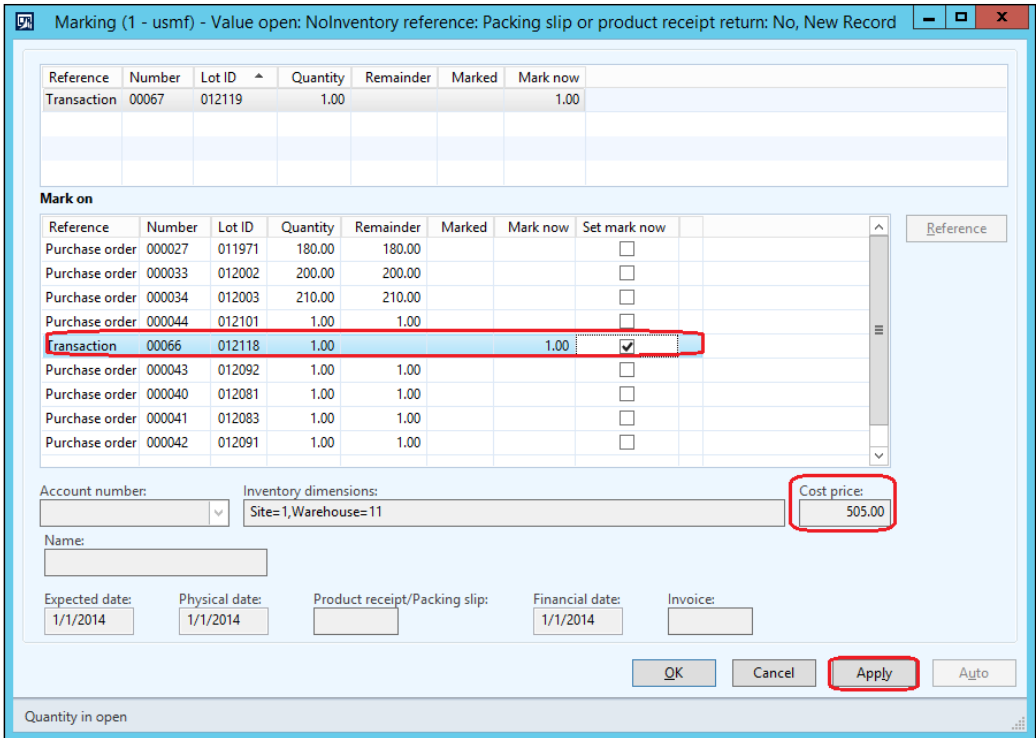 Marking (1 - usmf) - Value open: NoInventory reference: Packing slip or product receipt return: No, New Record
Reference Number Lot ID Quantity Remainder Marked Mark now
Transaction 00067 012119 1.00 1.00
Mark on
Reference Number Lot ID Quantity Remainder Marked Mark now Set mark now
Reference
Purchase order 000027 011971 180.00 180.00
Purchase order 000033 012002 200.00 200.00
Purchase order 000034 012003 210.00 210.00
Purchase order 000044 012101 1.00 1.00
Transaction 00066 012118 1.00 1.00
Purchase order 000043 012092 1.00 1.00
Purchase order 000040 012081 1.00 1.00
Purchase order 000041 012083 1.00 1.00
Purchase order 000042 012091 1.00 1.00
Account number: Inventory dimensions: Cost price:
Site=1,Warehouse=11 505.00
Name:
Expected date: Physical date: Product receipt/Packing slip: Financial date: Invoice:
1/1/2014 1/1/2014 1/1/2014
OK Cancel Apply Auto
Quantity in open